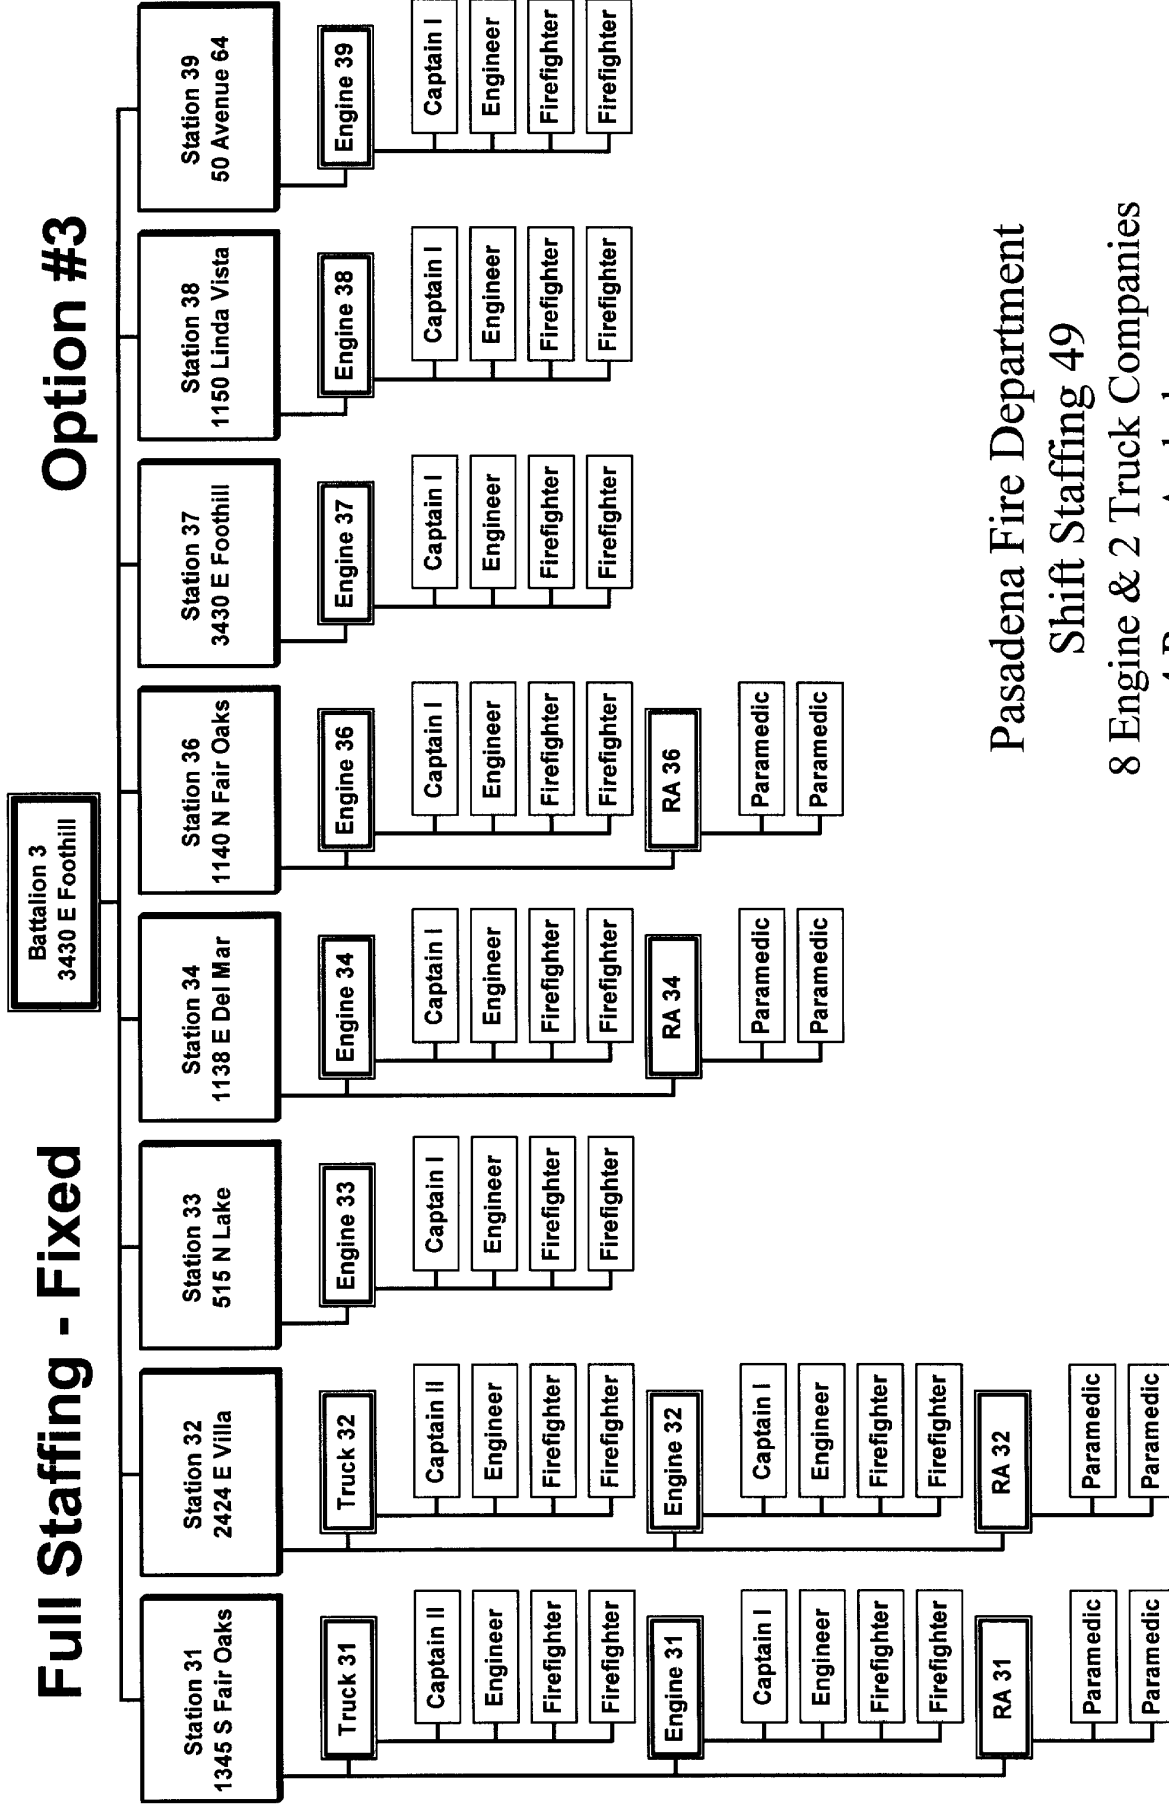 Full Staffing - Fixed
Option #3
Battalion 3
3430 E Foothill
Station 31
1345 S Fair Oaks
Truck 31
Captain II
Engineer
Firefighter
Firefighter
Engine 31
Captain I
Engineer
Firefighter
Firefighter
RA 31
Paramedic
Paramedic
Station 32
2424 E Villa
Truck 32
Captain II
Engineer
Firefighter
Firefighter
Engine 32
Captain I
Engineer
Firefighter
Firefighter
RA 32
Paramedic
Paramedic
Station 33
515 N Lake
Engine 33
Captain I
Engineer
Firefighter
Firefighter
Station 34
1138 E Del Mar
Engine 34
Captain I
Engineer
Firefighter
Firefighter
RA 34
Paramedic
Paramedic
Station 36
1140 N Fair Oaks
Engine 36
Captain I
Engineer
Firefighter
Firefighter
RA 36
Paramedic
Paramedic
Station 37
3430 E Foothill
Engine 37
Captain I
Engineer
Firefighter
Firefighter
Station 38
1150 Linda Vista
Engine 38
Captain I
Engineer
Firefighter
Firefighter
Station 39
50 Avenue 64
Engine 39
Captain I
Engineer
Firefighter
Firefighter
Pasadena Fire Department
Shift Staffing 49
8 Engine & 2 Truck Companies